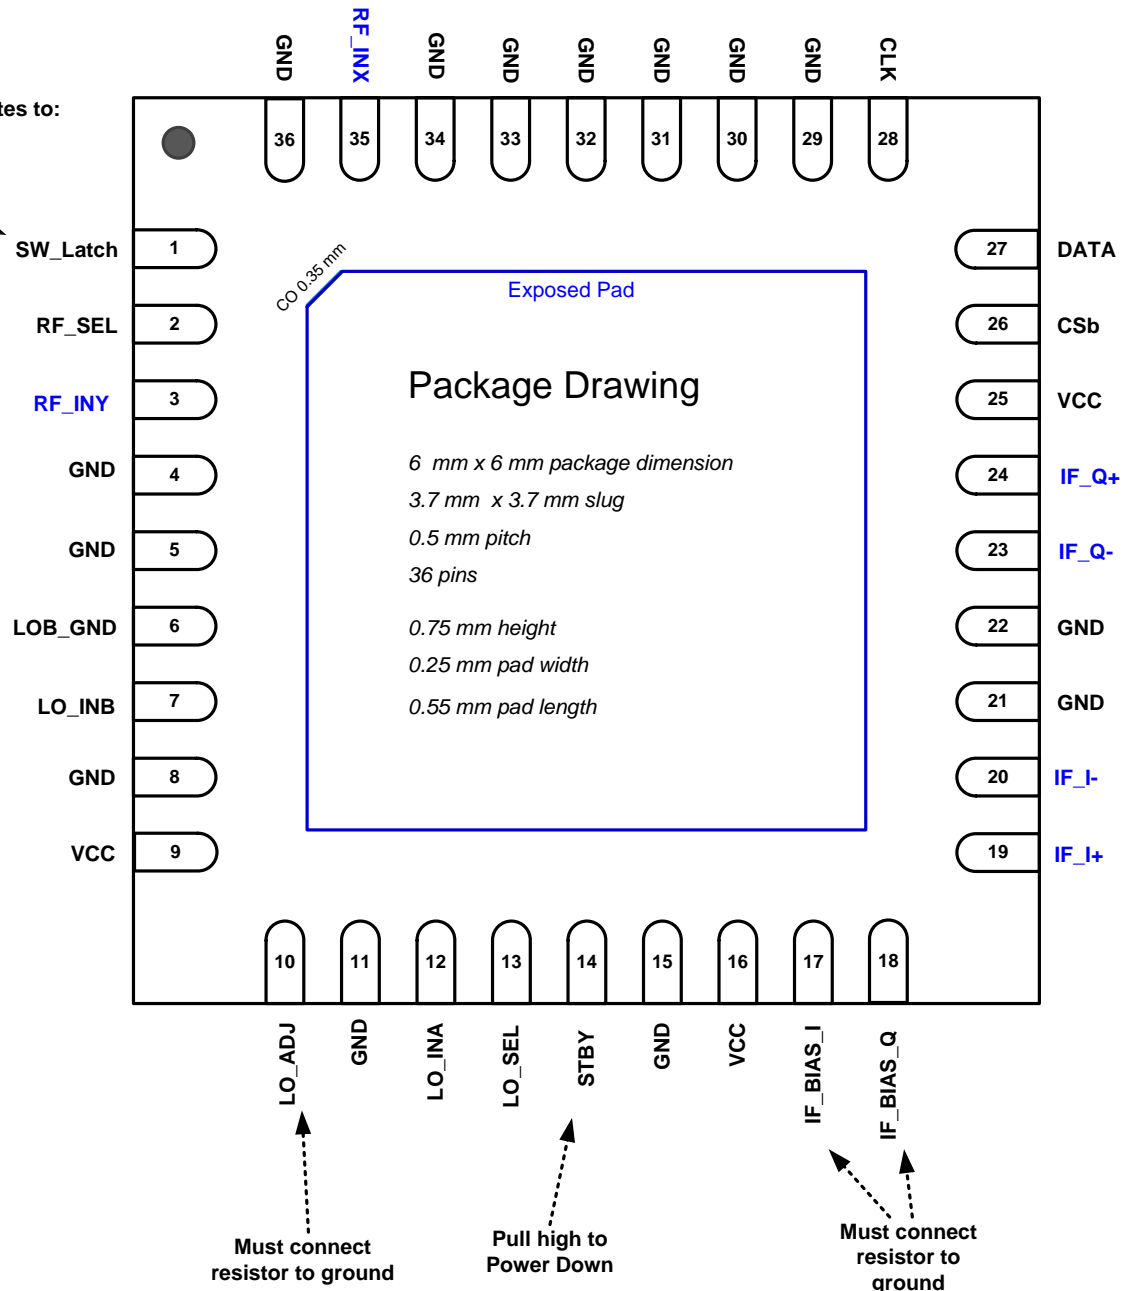 GND
RF_INX
GND
GND
GND
GND
GND
GND
CLK
tes to:
36
35
34
33
32
31
30
29
28
SW_Latch
1
27
DATA
RF_SEL
2
26
CSb
RF_INY
3
25
VCC
GND
4
24
IF_Q+
GND
5
23
IF_Q-
LOB_GND
6
22
GND
LO_INB
7
21
GND
GND
8
20
IF_I-
VCC
9
19
IF_I+
CO 0.35 mm
Exposed Pad
Package Drawing
6 mm x 6 mm package dimension
3.7 mm x 3.7 mm slug
0.5 mm pitch
36 pins
0.75 mm height
0.25 mm pad width
0.55 mm pad length
10
11
12
13
14
15
16
17
18
LO_ADJ
GND
LO_INA
LO_SEL
STBY
GND
VCC
IF_BIAS_I
IF_BIAS_Q
Must connect
resistor to ground
Pull high to
Power Down
Must connect
resistor to
ground